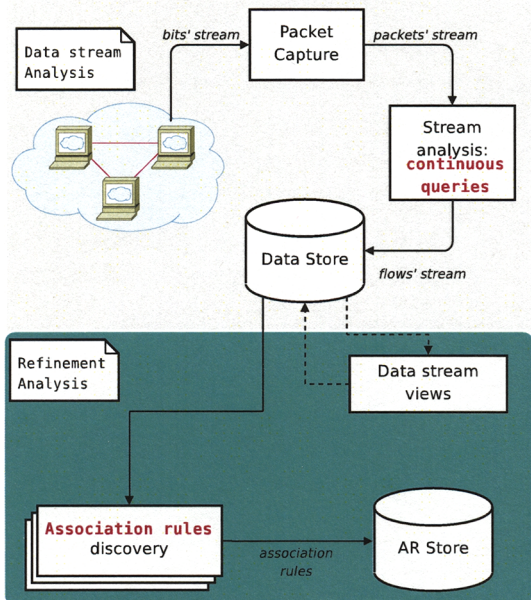 Data stream
Analysis
bits' stream
Packet
Capture
packets' stream
Stream
analysis:
continuous
queries
Data Store
flows' stream
Refinement
Analysis
Data stream
views
Association rules
discovery
association
rules
AR Store